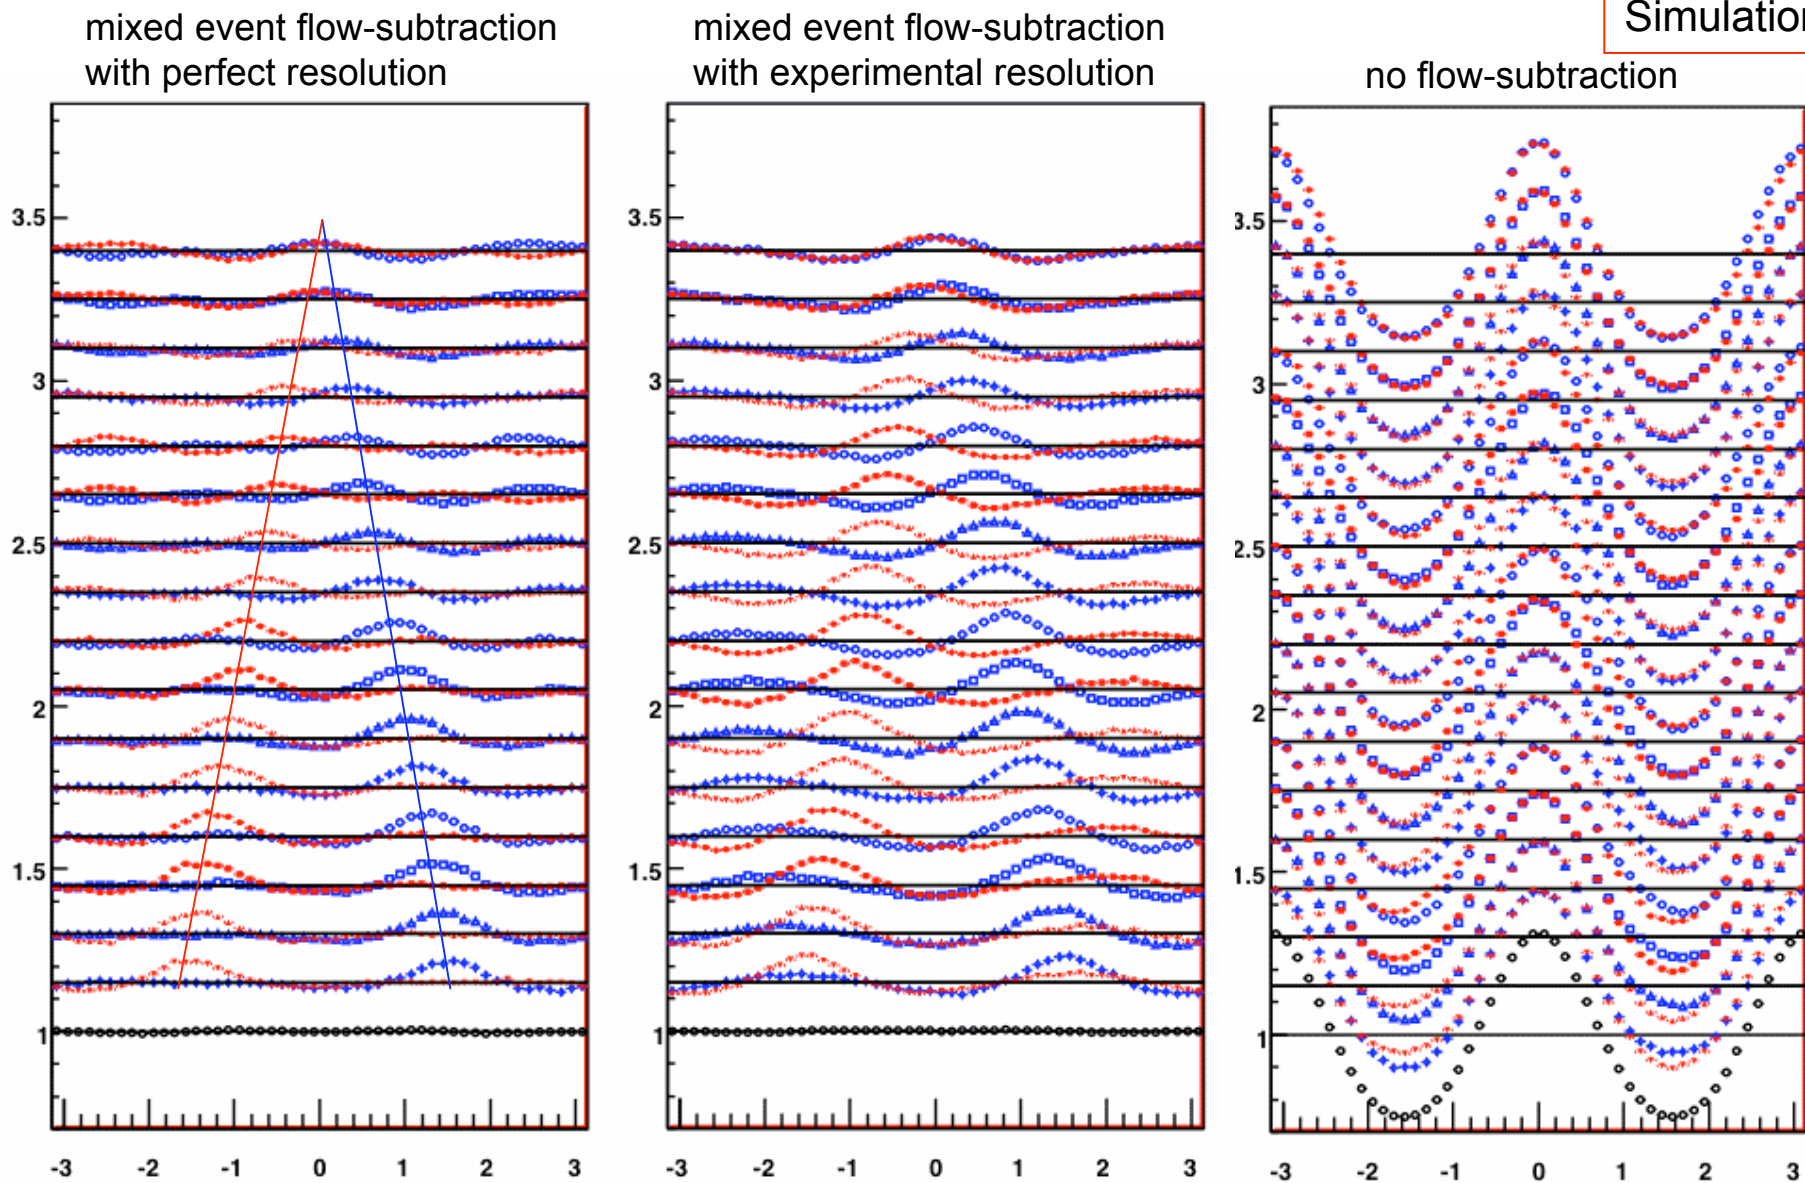 mixed event flow-subtraction
with perfect resolution
mixed event flow-subtraction
with experimental resolution
Simulation
no flow-subtraction
3.5
3
2.5
2
1.5
1
-3 -2 -1 0 1 2 3
3.5
3
2.5
2
1.5
1
-3 -2 -1 0 1 2 3
3.5
3
2.5
2
1.5
1
-3 -2 -1 0 1 2 3